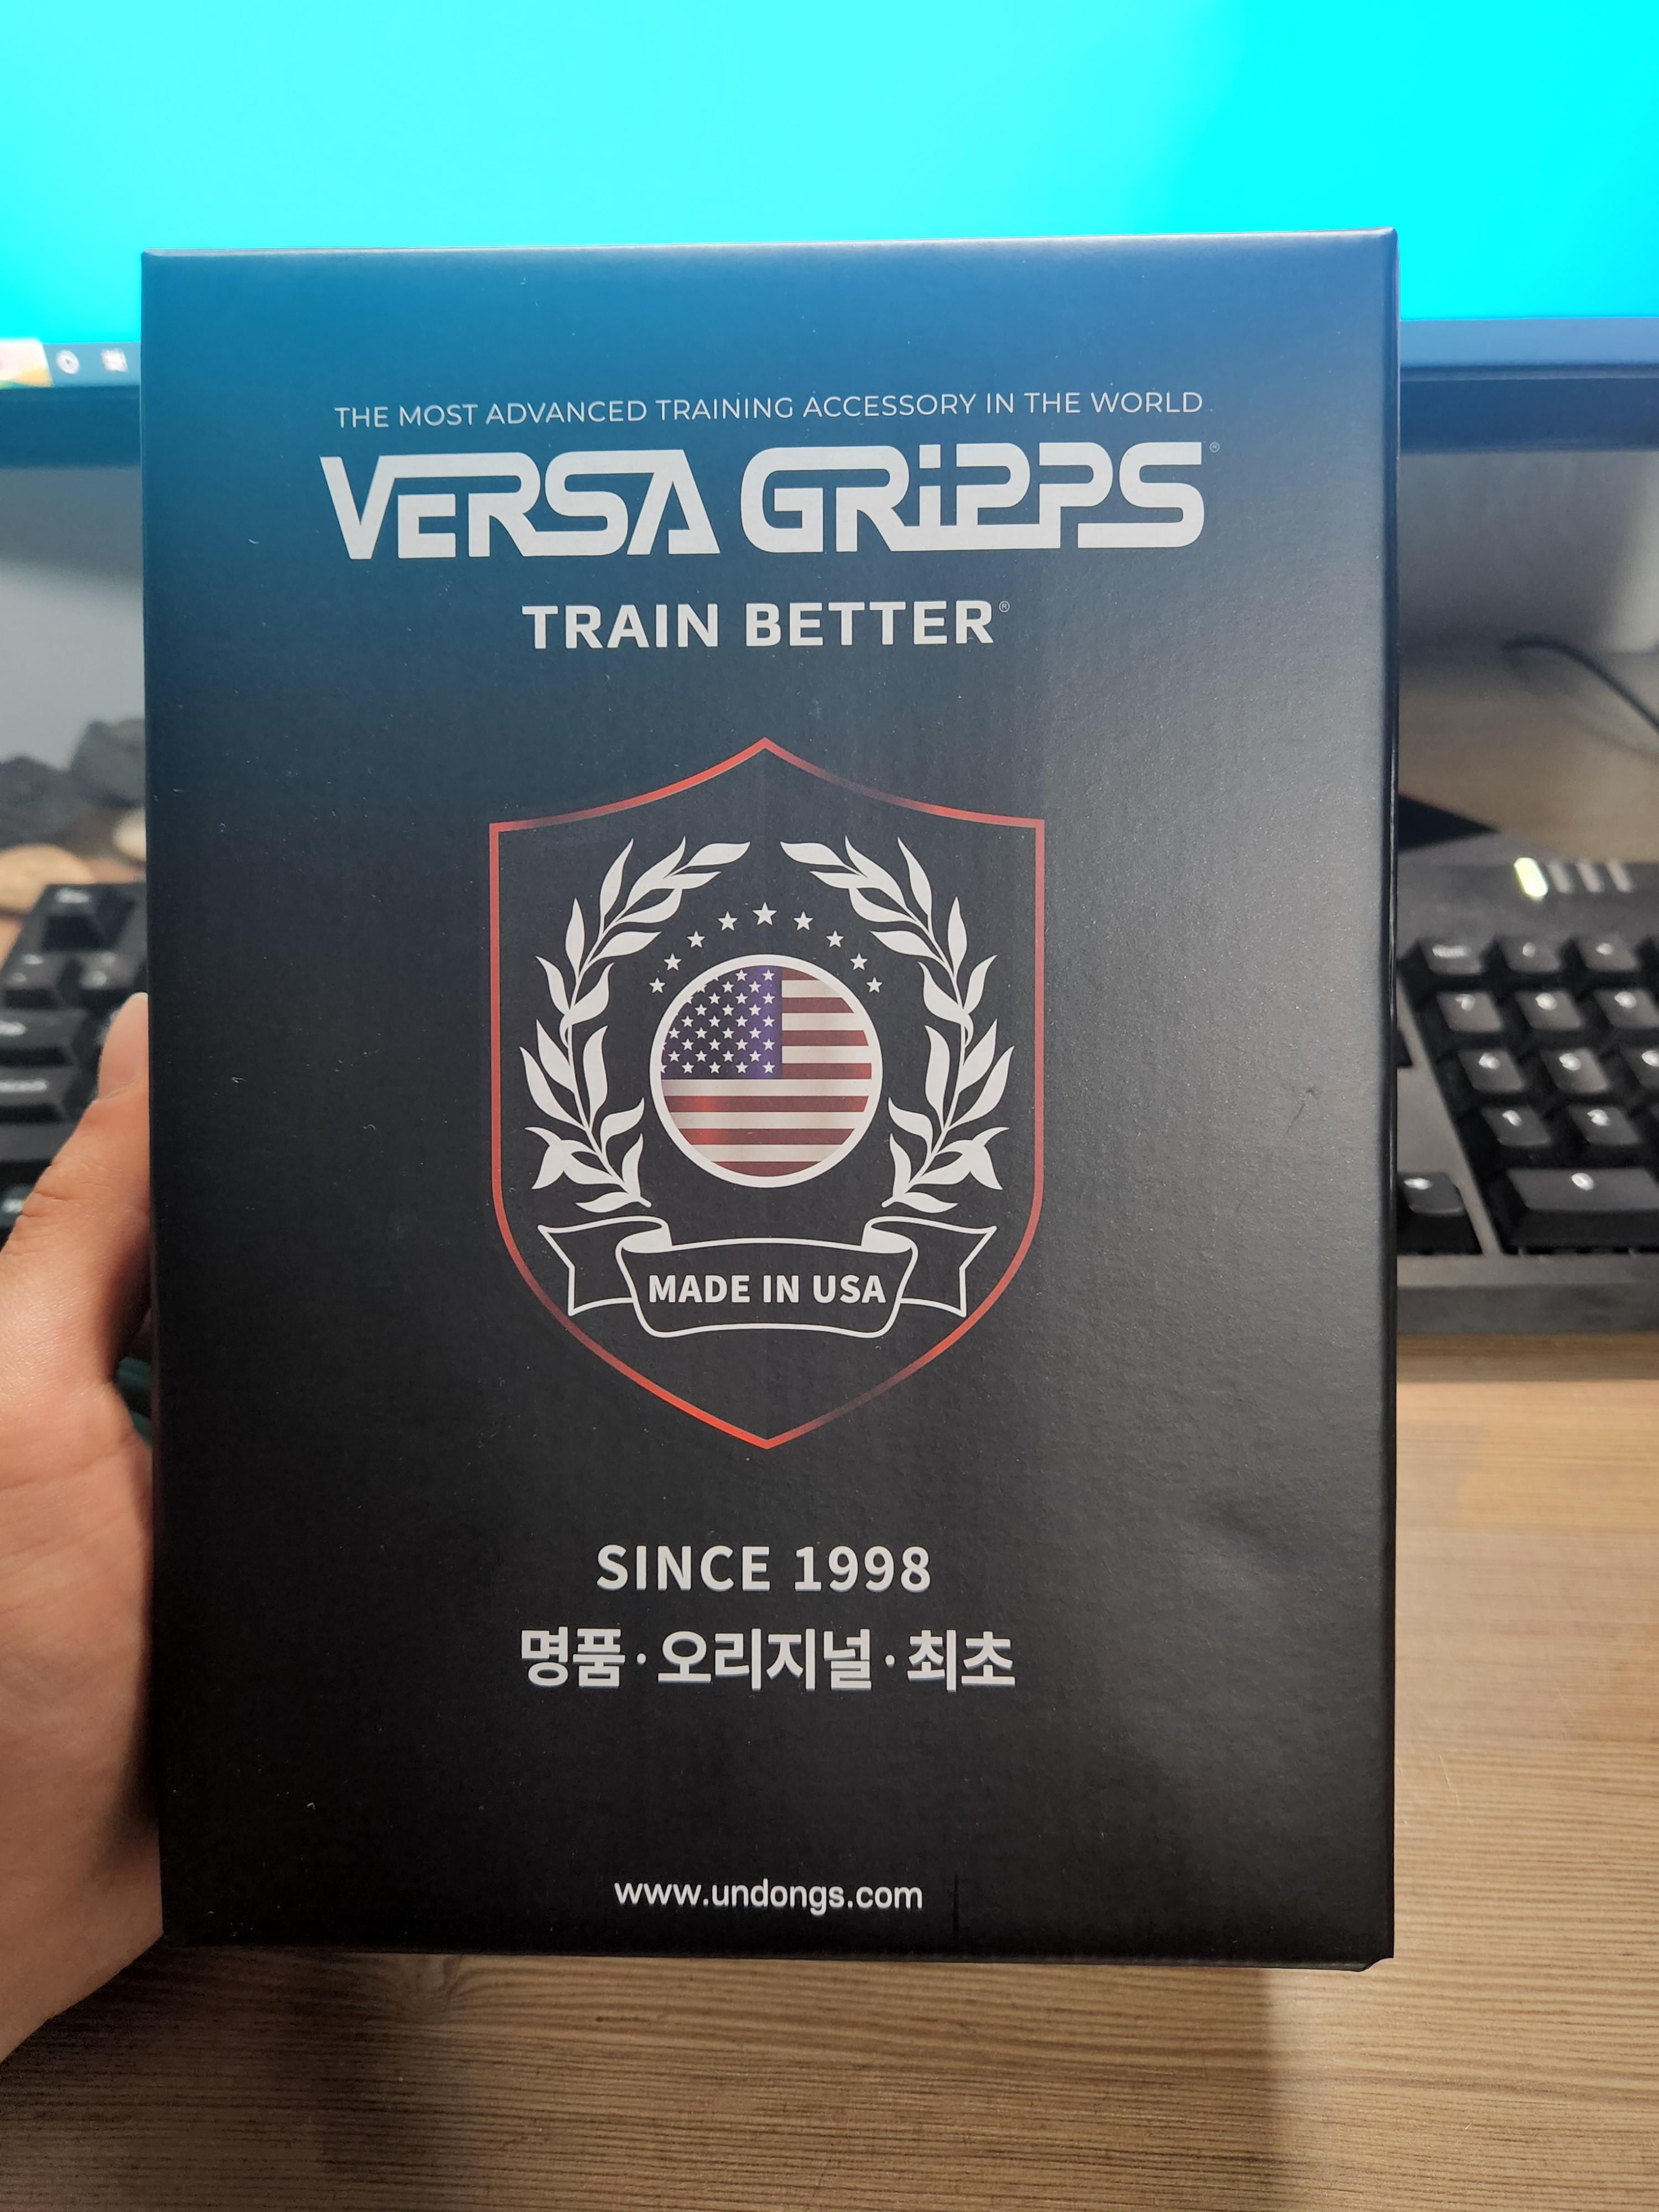 THE MOST ADVANCED TRAINING ACCESSORY IN THE WORLD
VERSA GRiPPS®
TRAIN BETTER®
MADE IN USA
SINCE 1998
명품·오리지널·최초
www.undongs.com